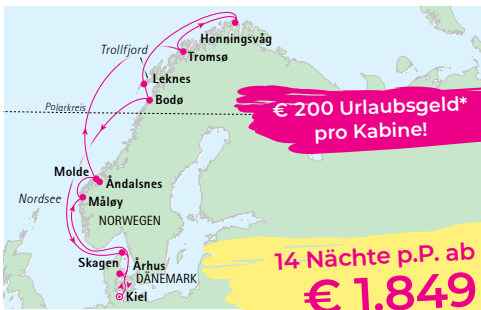 Honningsvåg
Trollfjord
Tromsø
Leknes
Bodø
Polarkreis
€ 200 Urlaubsgeld*
pro Kabine!
Molde
Åndalsnes
Nordsee
Måløy
NORWEGEN
Skagen
Århus
DÄNEMARK
Kiel
14 Nächte p.P. ab
€ 1.849